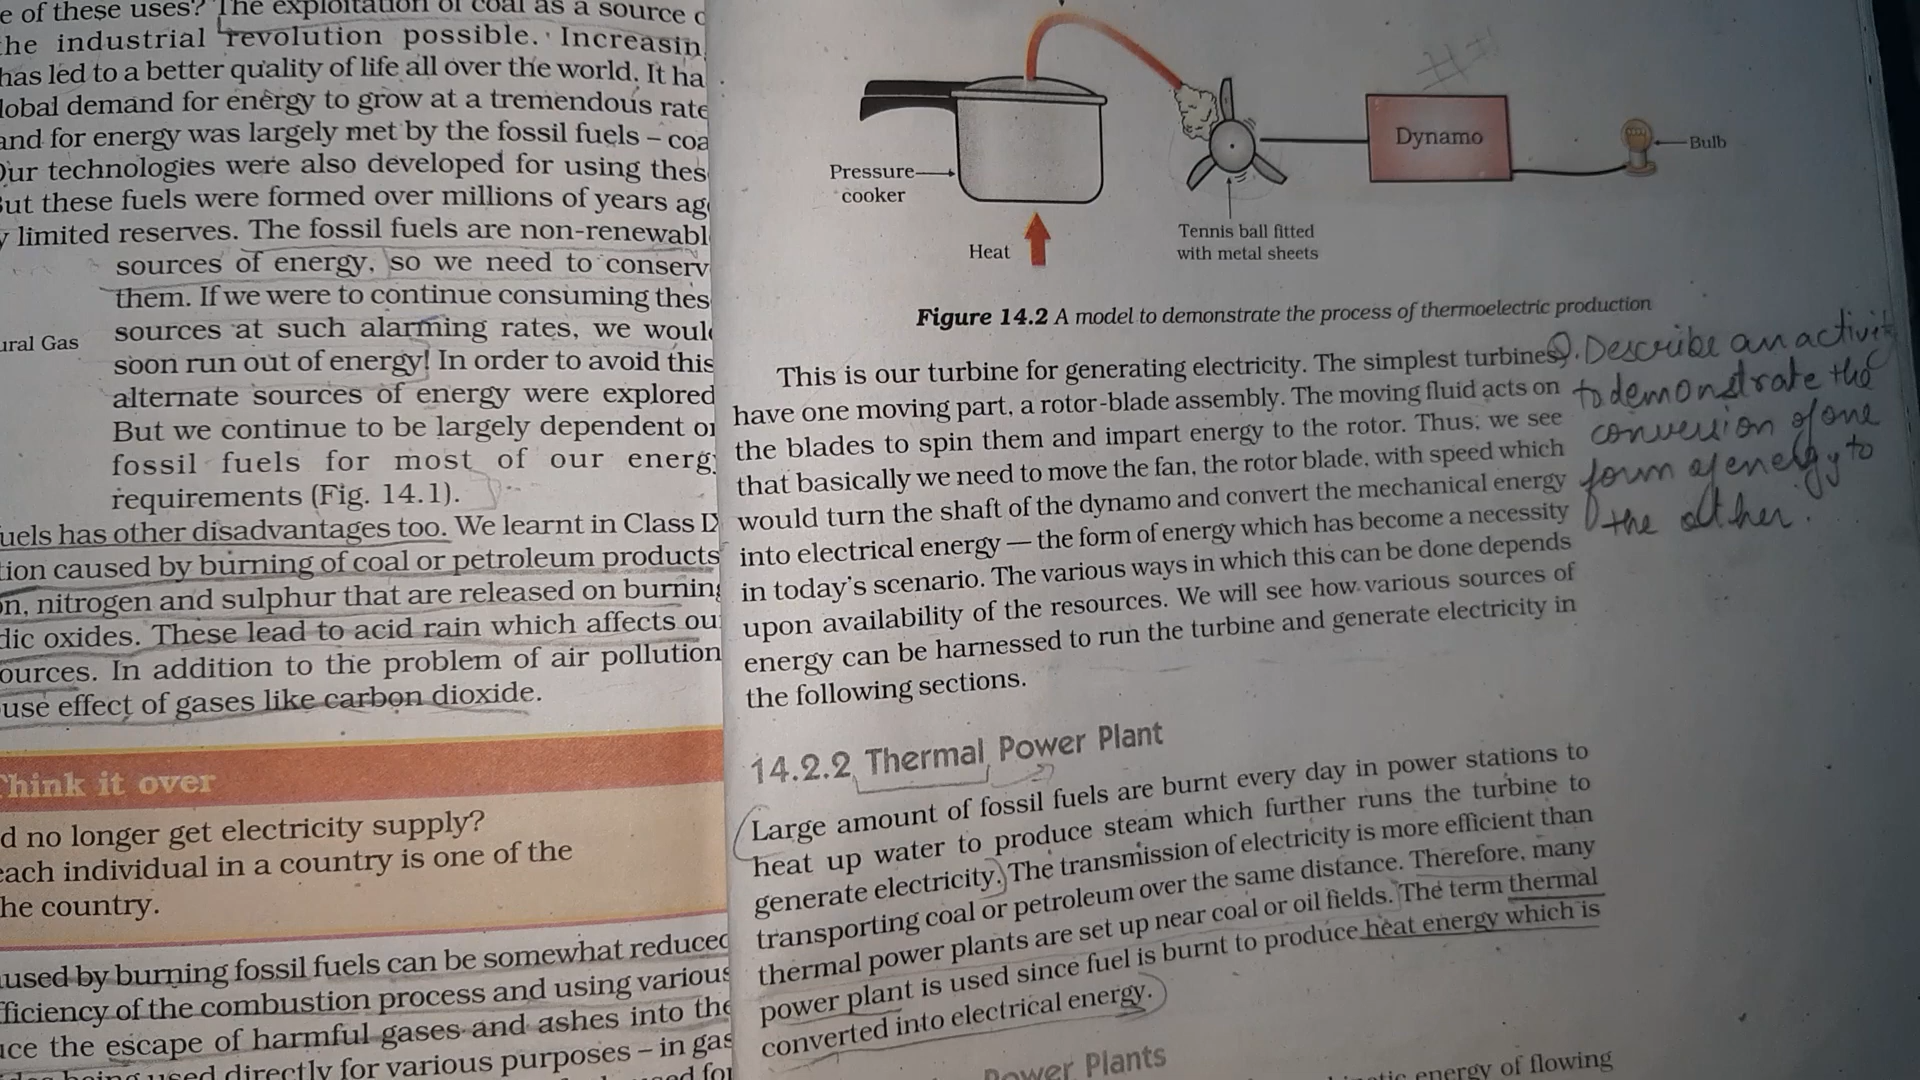 e of these uses? The exploitation of coal as a source
he industrial revolution possible. Increasin
has led to a better quality of life all over the world. It ha
lobal demand for energy to grow at a tremendous rate
and for energy was largely met by the fossil fuels – coa
Our technologies were also developed for using thes
But these fuels were formed over millions of years ag
y limited reserves. The fossil fuels are non-renewabl
sources of energy, so we need to conserv
them. If we were to continue consuming thes
sources at such alarming rates, we woul
soon run out of energy! In order to avoid this
alternate sources of energy were explored
But we continue to be largely dependent o
fossil fuels for most of our energ
requirements (Fig. 14.1).
ural Gas
uels has other disadvantages too. We learnt in Class IX
tion caused by burning of coal or petroleum products
on, nitrogen and sulphur that are released on burning
dic oxides. These lead to acid rain which affects ou
ources. In addition to the problem of air pollution
use effect of gases like carbon dioxide.
Think it over
d no longer get electricity supply?
each individual in a country is one of the
he country.
used by burning fossil fuels can be somewhat reduced
fficiency of the combustion process and using various
uce the escape of harmful gases and ashes into the
being used directly for various purposes – in gas
Pressure
cooker
Heat
Tennis ball fitted
with metal sheets
Dynamo
Bulb
Figure 14.2 A model to demonstrate the process of thermoelectric production
This is our turbine for generating electricity. The simplest turbines
have one moving part, a rotor-blade assembly. The moving fluid acts on
the blades to spin them and impart energy to the rotor. Thus, we see
that basically we need to move the fan, the rotor blade, with speed which
would turn the shaft of the dynamo and convert the mechanical energy
into electrical energy — the form of energy which has become a necessity
in today's scenario. The various ways in which this can be done depends
upon availability of the resources. We will see how various sources of
energy can be harnessed to run the turbine and generate electricity in
the following sections.
Q. Describe an activit
to demonstrate the
conversion of one
form of energy to
the other.
14.2.2 Thermal Power Plant
Large amount of fossil fuels are burnt every day in power stations to
heat up water to produce steam which further runs the turbine to
generate electricity. The transmission of electricity is more efficient than
transporting coal or petroleum over the same distance. Therefore, many
thermal power plants are set up near coal or oil fields. The term thermal
power plant is used since fuel is burnt to produce heat energy which is
converted into electrical energy.
Power Plants
energy of flowing